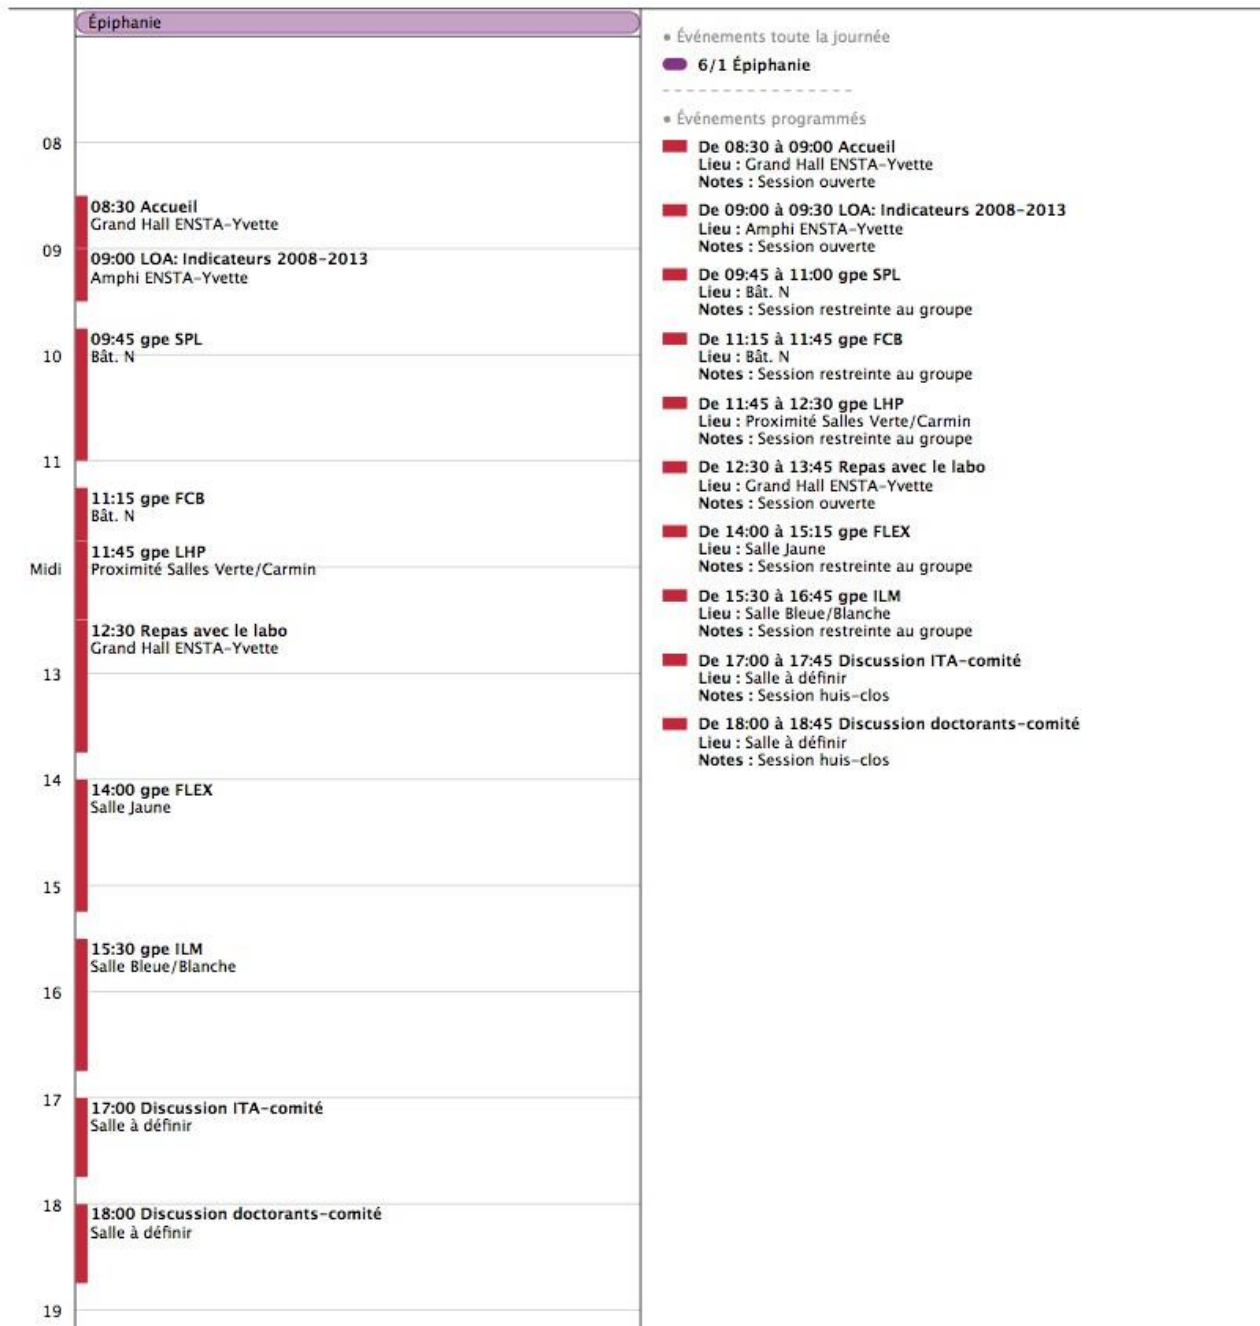 Épiphanie
08
08:30 Accueil
Grand Hall ENSTA-Yvette
09
09:00 LOA: Indicateurs 2008-2013
Amphi ENSTA-Yvette
09:45 gpe SPL
10
Bât. N
11
11:15 gpe FCB
Bât. N
11:45 gpe LHP
Midi
Proximité Salles Verte/Carmin
12:30 Repas avec le labo
Grand Hall ENSTA-Yvette
13
14
14:00 gpe FLEX
Salle Jaune
15
15:30 gpe ILM
Salle Bleue/Blanche
16
17
17:00 Discussion ITA-comité
Salle à définir
18
18:00 Discussion doctorants-comité
Salle à définir
19
• Événements toute la journée
6/1 Épiphanie
• Événements programmés
De 08:30 à 09:00 Accueil
Lieu : Grand Hall ENSTA-Yvette
Notes : Session ouverte
De 09:00 à 09:30 LOA: Indicateurs 2008-2013
Lieu : Amphi ENSTA-Yvette
Notes : Session ouverte
De 09:45 à 11:00 gpe SPL
Lieu : Bât. N
Notes : Session restreinte au groupe
De 11:15 à 11:45 gpe FCB
Lieu : Bât. N
Notes : Session restreinte au groupe
De 11:45 à 12:30 gpe LHP
Lieu : Proximité Salles Verte/Carmin
Notes : Session restreinte au groupe
De 12:30 à 13:45 Repas avec le labo
Lieu : Grand Hall ENSTA-Yvette
Notes : Session ouverte
De 14:00 à 15:15 gpe FLEX
Lieu : Salle Jaune
Notes : Session restreinte au groupe
De 15:30 à 16:45 gpe ILM
Lieu : Salle Bleue/Blanche
Notes : Session restreinte au groupe
De 17:00 à 17:45 Discussion ITA-comité
Lieu : Salle à définir
Notes : Session huis-clos
De 18:00 à 18:45 Discussion doctorants-comité
Lieu : Salle à définir
Notes : Session huis-clos